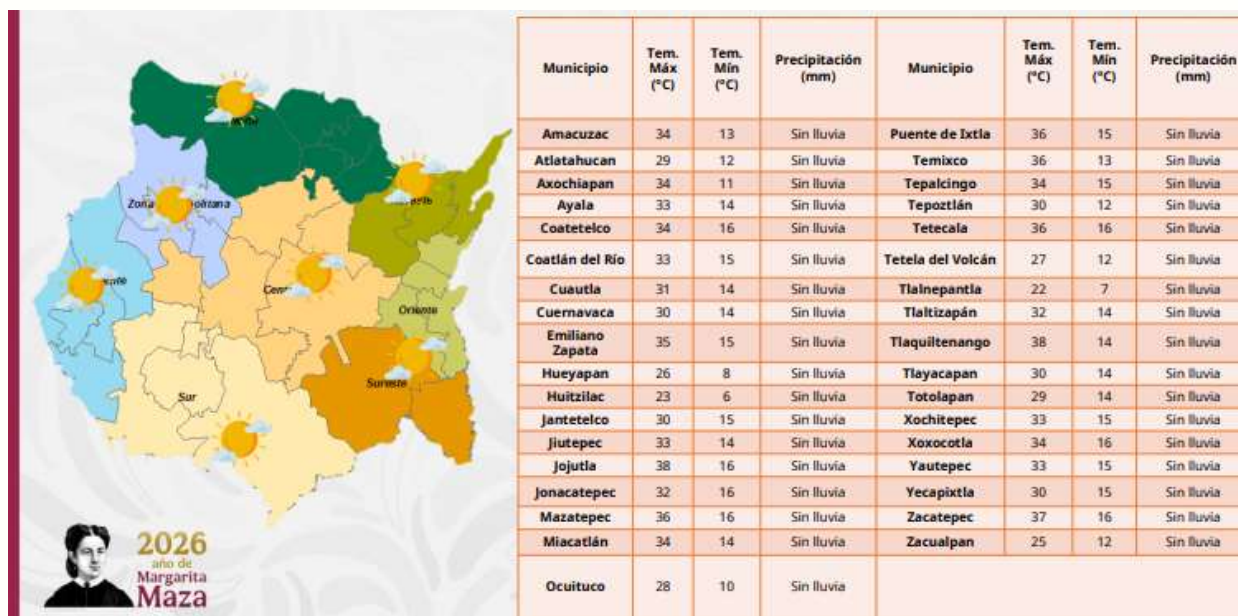 Zona
Centro
Oriente
Sureste
Sur
2026
año de
Margarita
Maza
Municipio Tem. Máx (°C) Tem. Mín (°C) Precipitación (mm) Municipio Tem. Máx (°C) Tem. Mín (°C) Precipitación (mm)
Amacuzac 34 13 Sin lluvia Puente de Ixtla 36 15 Sin lluvia
Atlatahucan 29 12 Sin lluvia Temixco 36 13 Sin lluvia
Axochiapan 34 11 Sin lluvia Tepalcingo 34 15 Sin lluvia
Ayala 33 14 Sin lluvia Tepoztlán 30 12 Sin lluvia
Coatetelco 34 16 Sin lluvia Tetecala 36 16 Sin lluvia
Coatlán del Río 33 15 Sin lluvia Tetela del Volcán 27 12 Sin lluvia
Cuautla 31 14 Sin lluvia Tlalnepantla 22 7 Sin lluvia
Cuernavaca 30 14 Sin lluvia Tlaltizapán 32 14 Sin lluvia
Emiliano Zapata 35 15 Sin lluvia Tlaquiltenango 38 14 Sin lluvia
Hueyapan 26 8 Sin lluvia Tlayacapan 30 14 Sin lluvia
Huitzilac 23 6 Sin lluvia Totolapan 29 14 Sin lluvia
Jantetelco 30 15 Sin lluvia Xochitepec 33 15 Sin lluvia
Jiutepec 33 14 Sin lluvia Xoxocotla 34 16 Sin lluvia
Jojutla 38 16 Sin lluvia Yautepec 33 15 Sin lluvia
Jonacatepec 32 16 Sin lluvia Yecapixtla 30 15 Sin lluvia
Mazatepec 36 16 Sin lluvia Zacatepec 37 16 Sin lluvia
Miacatlán 34 14 Sin lluvia Zacualpan 25 12 Sin lluvia
Ocuituco 28 10 Sin lluvia